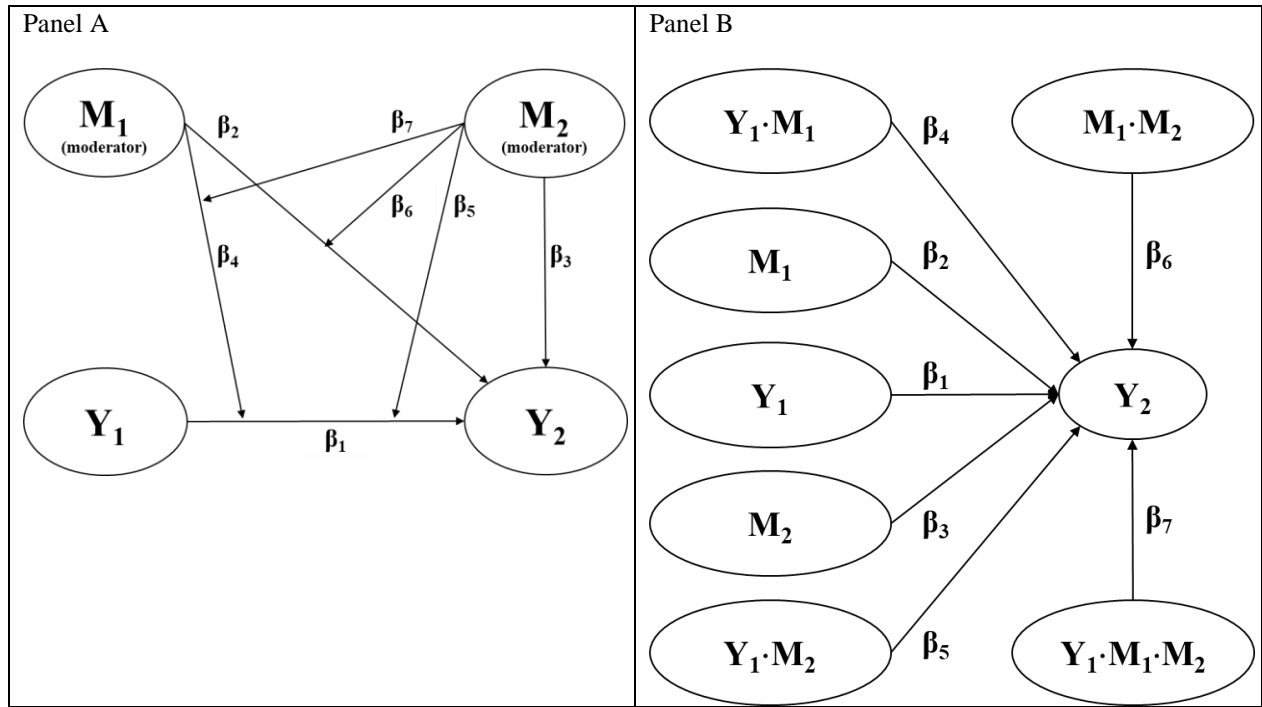 Panel A
M₁
(moderator)
β₂
β₇
M₂
(moderator)
β₆
β₅
β₄
β₃
Y₁
β₁
Y₂
Panel B
Y₁·M₁
β₄
M₁·M₂
M₁
β₂
β₆
Y₁
β₁
Y₂
M₂
β₃
β₇
Y₁·M₂
β₅
Y₁·M₁·M₂